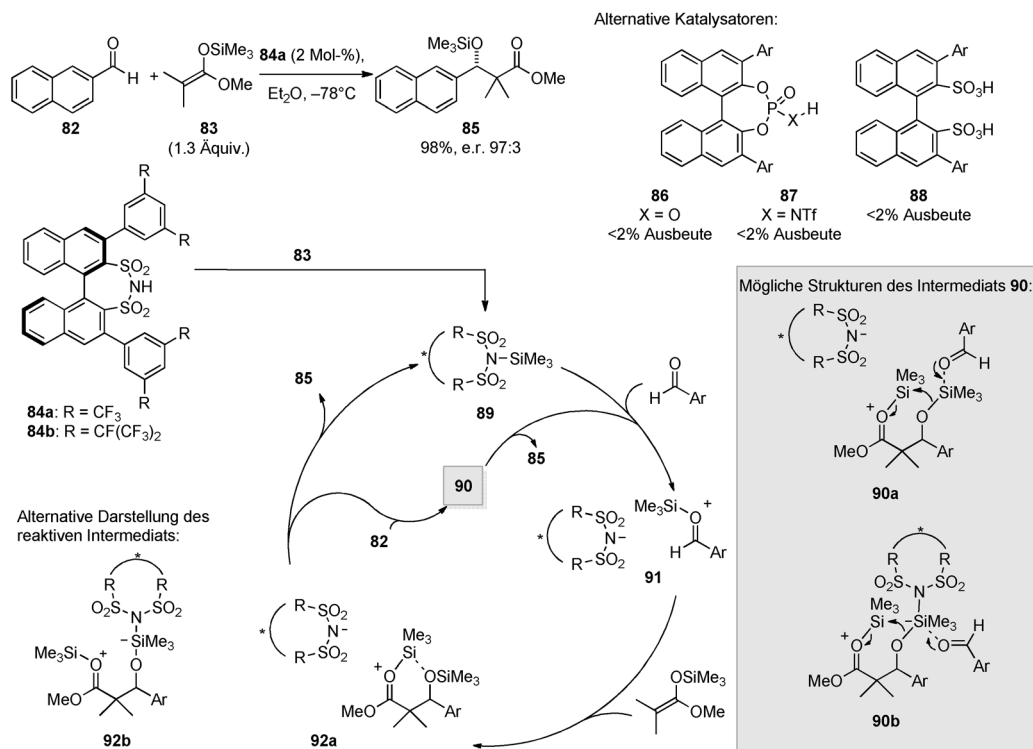 Alternative Katalysatoren:
O
H
OSiMe3
OMe
84a (2 Mol-%),
Et2O, –78°C
Me3SiO
O
OMe
82
+
83
(1.3 Äquiv.)
85
98%, e.r. 97:3
Ar
O
O
P
O
X
H
Ar
Ar
SO3H
SO3H
Ar
86
X = O
<2% Ausbeute
87
X = NTf
<2% Ausbeute
88
<2% Ausbeute
R
R
S O2
NH
S O2
R
R
84a: R = CF3
84b: R = CF(CF3)2
83
* R SO2
N–SiMe3
R SO2
89
O
H Ar
85
90
85
82
* R SO2
N–
R SO2
Me3Si +
O
H Ar
91
OSiMe3
OMe
* R SO2
N–
R SO2
Me3
Si
+
O OSiMe3
MeO Ar
92a
Alternative Darstellung des
reaktiven Intermediats:
*
R R
O2S SO2
N
–SiMe3
Me3Si
O+ O
MeO Ar
92b
Mögliche Strukturen des Intermediats 90:
* R SO2
N–
R SO2
Ar
O H
Me3
Si SiMe3
+
O O
MeO Ar
90a
*
R R
O2S SO2
N
Me3
Si –SiMe3 H
+
O O O Ar
MeO Ar
90b